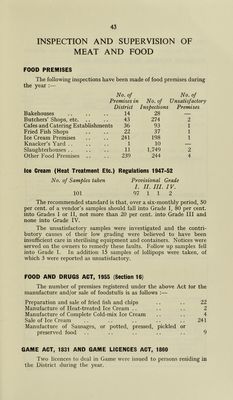 43
INSPECTION AND SUPERVISION OF
MEAT AND FOOD
FOOD PREMISES
The following inspections have been made of food premises during
the year :—
No. of No. of No. of
Premises in Inspections Unsatisfactory
District Premises
Bakehouses .. .. .. 14 28 —
Butchers' Shops, etc. .. .. 43 274 2
Cafes and Catering Establishments 36 93 1
Fried Fish Shops .. .. 22 37 1
Ice Cream Premises .. .. 241 198 1
Knacker's Yard .. .. .. 1 10 —
Slaughterhouses .. .. .. 11 1,749 2
Other Food Premises .. .. 239 244 4
Ice Cream (Heat Treatment Etc.) Regulations 1947-52
No. of Samples taken Provisional Grade
I. II. III. IV.
101 97 1 1 2
The recommended standard is that, over a six-monthly period, 50
per cent. of a vendor's samples should fall into Grade I, 80 per cent.
into Grades I or II, not more than 20 per cent. into Grade III and
none into Grade IV.
The unsatisfactory samples were investigated and the contri-
butory causes of their low grading were believed to have been
insufficient care in sterilising equipment and containers. Notices were
served on the owners to remedy these faults. Follow up samples fell
into Grade I. In addition 5 samples of lollipops were taken, of
which 3 were reported as unsatisfactory.
FOOD AND DRUGS ACT, 1955 (Section 16)
The number of premises registered under the above Act for the
manufacture and/or sale of foodstuffs is as follows :—
Preparation and sale of fried fish and chips .. .. 22
Manufacture of Heat-treated Ice Cream .. .. .. 2
Manufacture of Complete Cold-mix Ice Cream .. .. 4
Sale of Ice Cream .. .. .. .. .. 241
Manufacture of Sausages, or potted, pressed, pickled or
preserved food .. .. .. .. .. 9
GAME ACT, 1831 AND GAME LICENCES ACT, 1860
Two licences to deal in Game were issued to persons residing in
the District during the year.